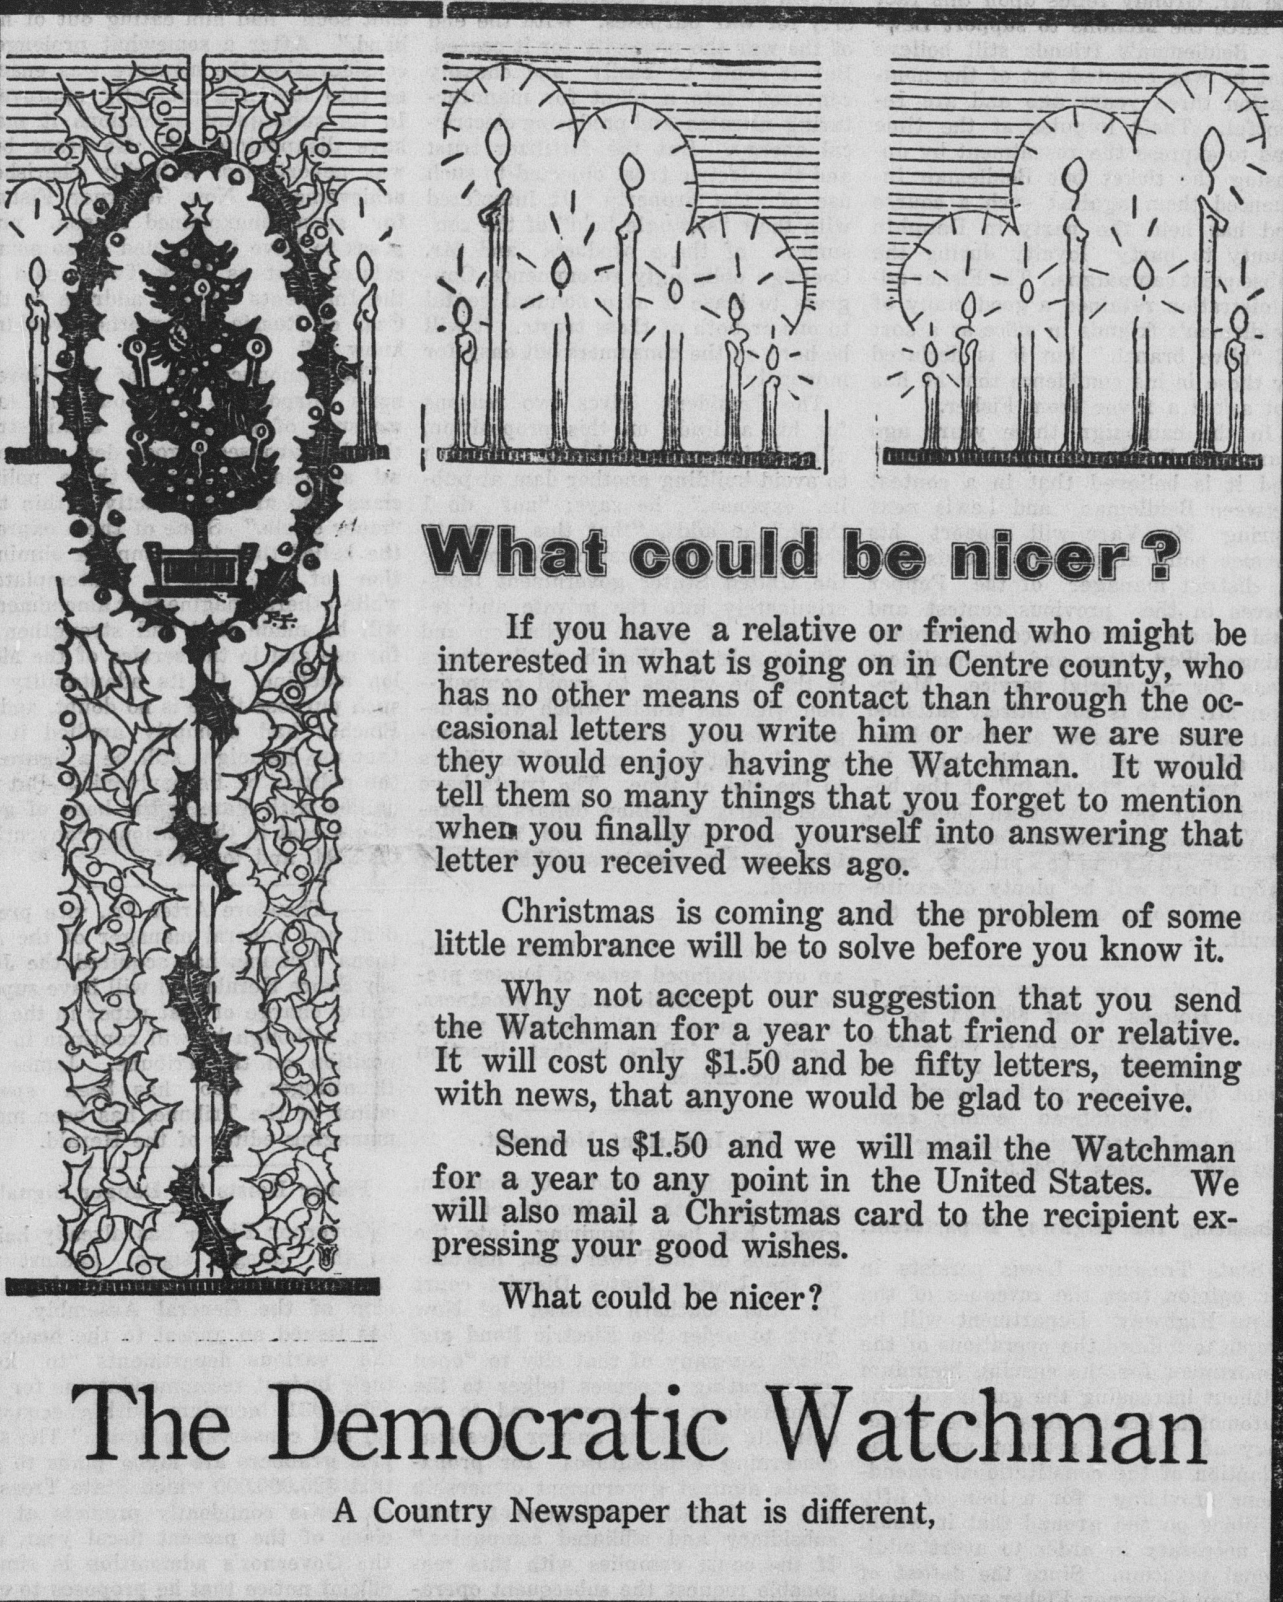 What could be nicer?
If you have a relative or friend who might be
interested in what is going on in Centre county, who
has no other means of contact than through the oc-
casional letters you write him or her we are sure
they would enjoy having the Watchman. It would
tell them so many things that you forget to mention
when you finally prod yourself into answering that
letter you received weeks ago.
Christmas is coming and the problem of some
little rembrance will be to solve before you know it.
Why not accept our suggestion that you send
the Watchman for a year to that friend or relative.
It will cost only $1.50 and be fifty letters, teeming
with news, that anyone would be glad to receive.
Send us $1.50 and we will mail the Watchman
for a year to any point in the United States. We
will also mail a Christmas card to the recipient ex-
pressing your good wishes.
What could be nicer?
The Democratic Watchman
A Country Newspaper that is different,